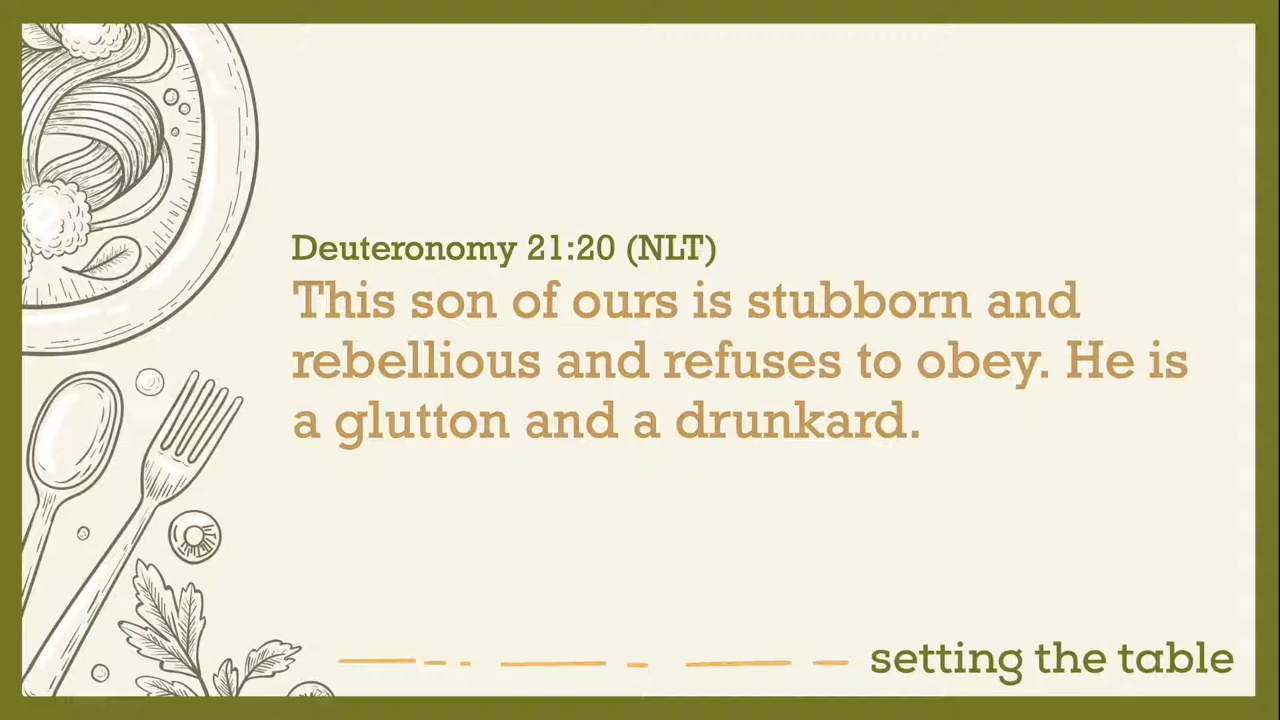 Deuteronomy 21:20 (NLT)
This son of ours is stubborn and
rebellious and refuses to obey. He is
a glutton and a drunkard.
setting the table